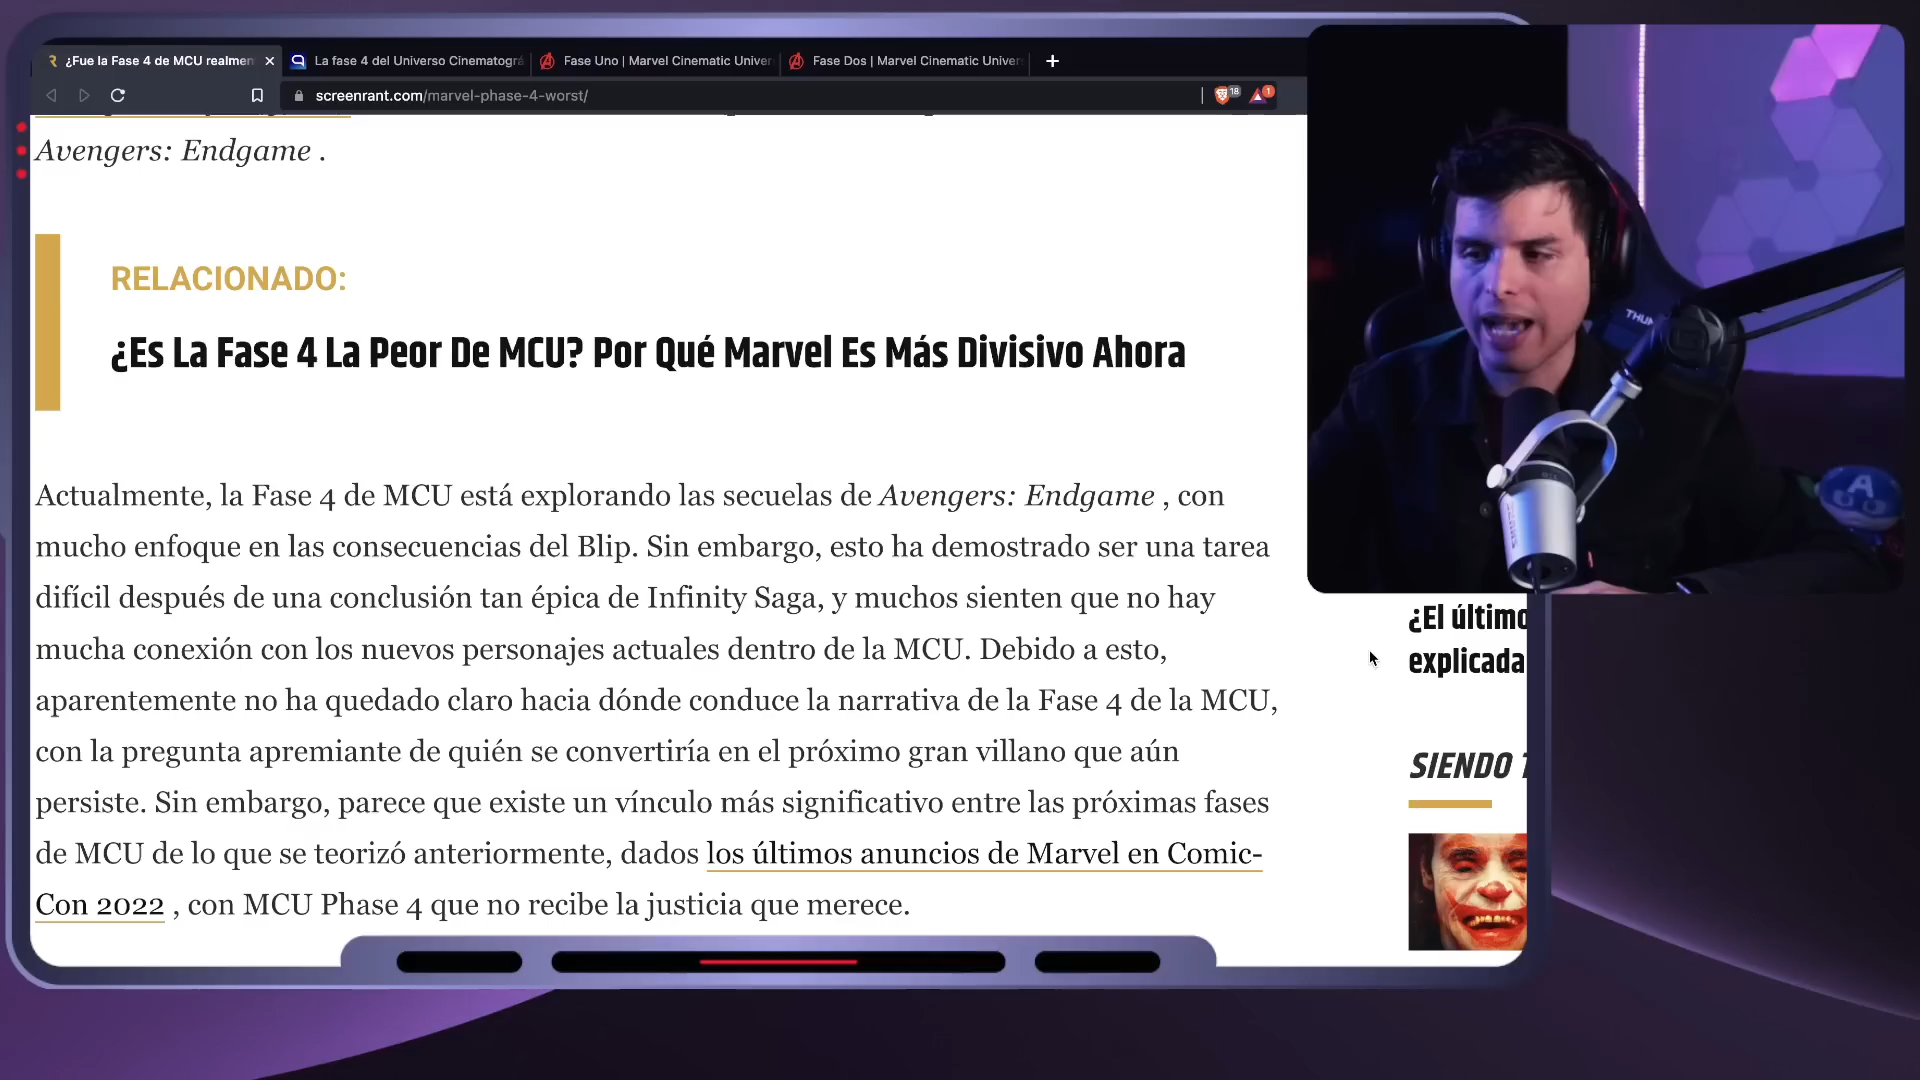 ¿Fue la Fase 4 de MCU realmen
La fase 4 del Universo Cinematográ
Fase Uno | Marvel Cinematic Univer
Fase Dos | Marvel Cinematic Univer
screenrant.com/marvel-phase-4-worst/
18
1
Avengers: Endgame .
RELACIONADO:
¿Es La Fase 4 La Peor De MCU? Por Qué Marvel Es Más Divisivo Ahora
Actualmente, la Fase 4 de MCU está explorando las secuelas de Avengers: Endgame , con
mucho enfoque en las consecuencias del Blip. Sin embargo, esto ha demostrado ser una tarea
difícil después de una conclusión tan épica de Infinity Saga, y muchos sienten que no hay
mucha conexión con los nuevos personajes actuales dentro de la MCU. Debido a esto,
aparentemente no ha quedado claro hacia dónde conduce la narrativa de la Fase 4 de la MCU,
con la pregunta apremiante de quién se convertiría en el próximo gran villano que aún
persiste. Sin embargo, parece que existe un vínculo más significativo entre las próximas fases
de MCU de lo que se teorizó anteriormente, dados los últimos anuncios de Marvel en Comic-
Con 2022 , con MCU Phase 4 que no recibe la justicia que merece.
THUN
A
¿El último
explicada
SIENDO T